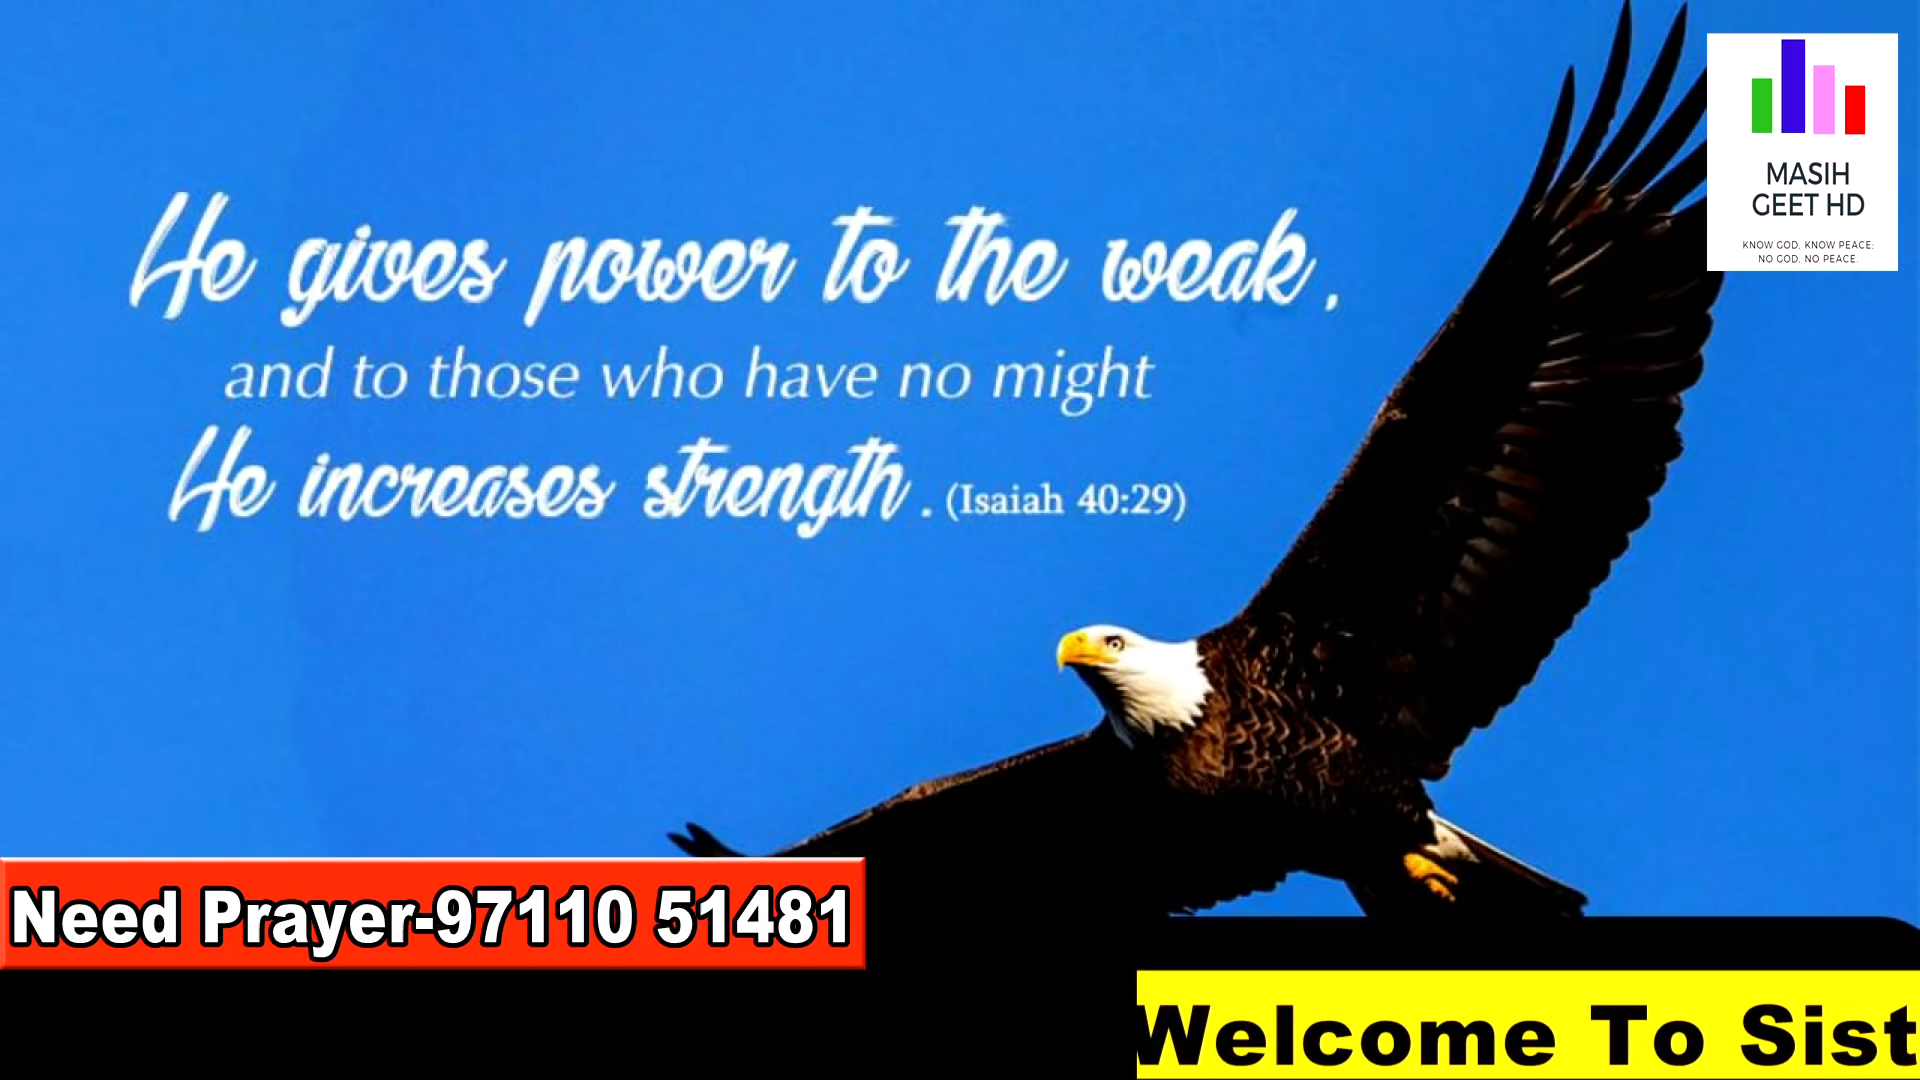 He gives power to the weak,
and to those who have no might
He increases strength. (Isaiah 40:29)
MASIH
GEET HD
KNOW GOD, KNOW PEACE;
NO GOD, NO PEACE.
Need Prayer-97110 51481
Welcome To Sist